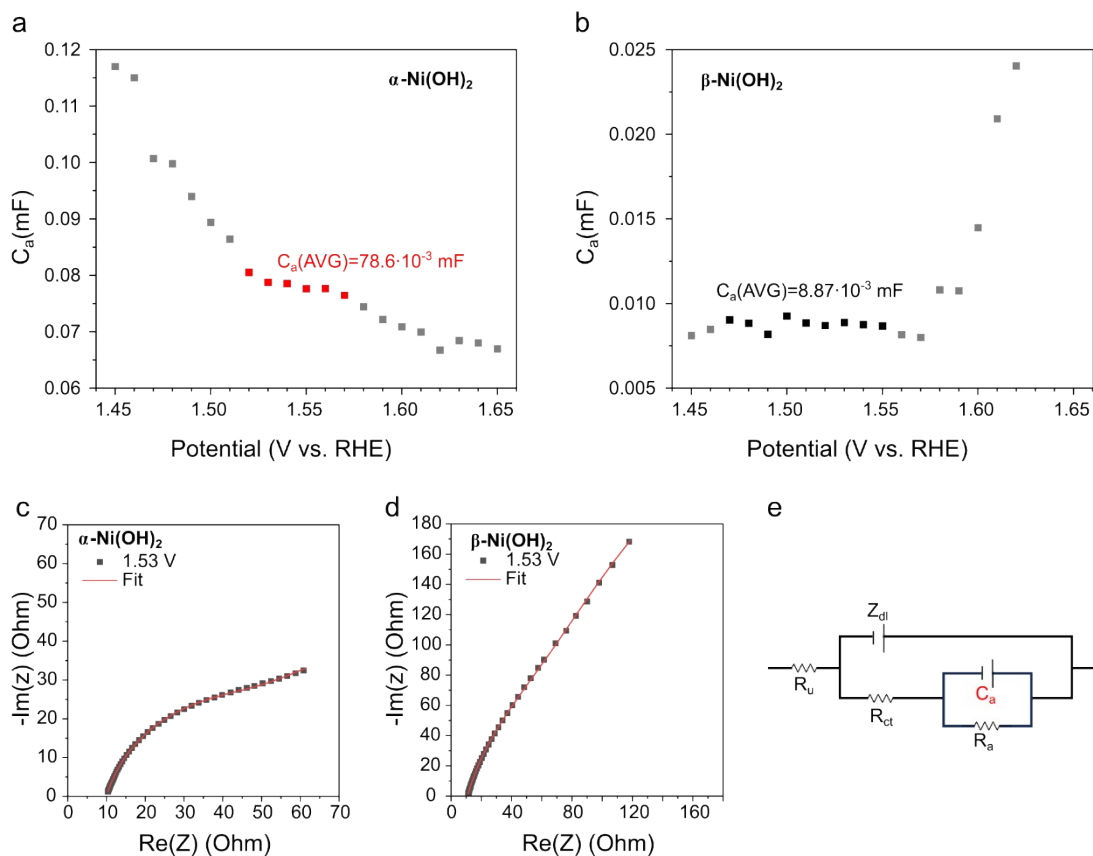 a
0.12
0.11
0.10
0.09
0.08
0.07
0.06
Cₐ(mF)
α-Ni(OH)₂
Cₐ(AVG)=78.6·10⁻³ mF
1.45
1.50
1.55
1.60
1.65
Potential (V vs. RHE)
b
0.025
0.020
0.015
0.010
0.005
Cₐ(mF)
β-Ni(OH)₂
Cₐ(AVG)=8.87·10⁻³ mF
1.45
1.50
1.55
1.60
1.65
Potential (V vs. RHE)
c
70
60
50
40
30
20
10
0
-Im(z) (Ohm)
α-Ni(OH)₂
1.53 V
Fit
0
10
20
30
40
50
60
70
Re(Z) (Ohm)
d
180
160
140
120
100
80
60
40
20
0
-Im(z) (Ohm)
β-Ni(OH)₂
1.53 V
Fit
0
40
80
120
160
Re(Z) (Ohm)
e
Z_dl
R_u
Cₐ
R_ct
Rₐ